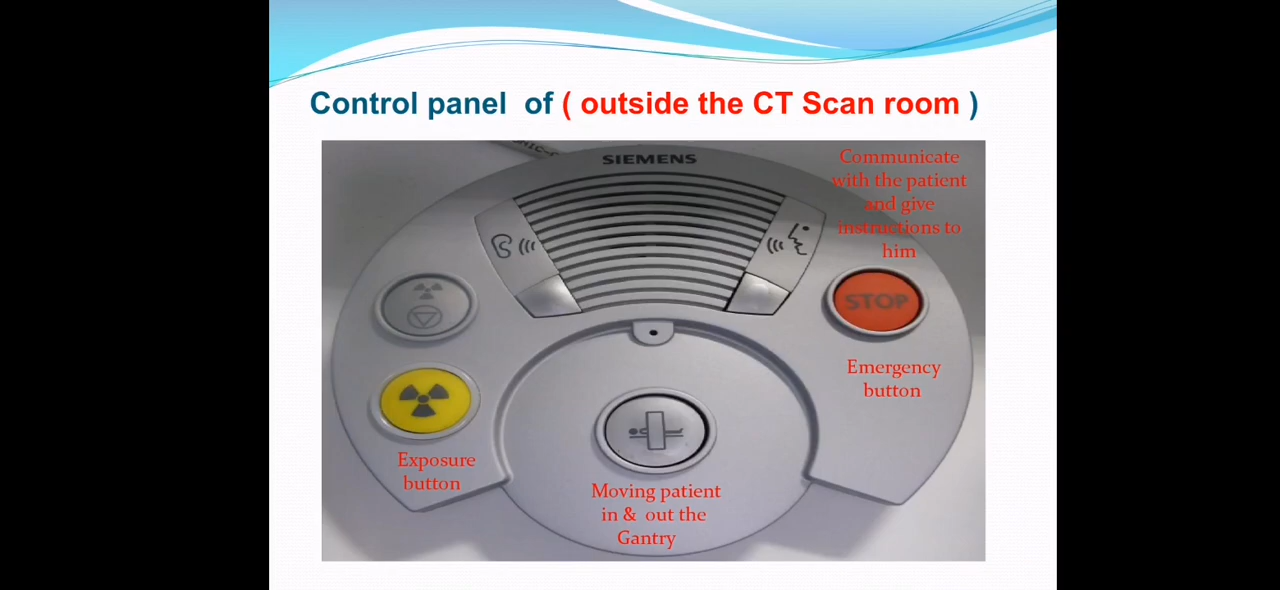 Control panel of ( outside the CT Scan room )
SIEMENS
Communicate
with the patient
and give
instructions to
him
STOP
Emergency
button
Exposure
button
Moving patient
in & out the
Gantry